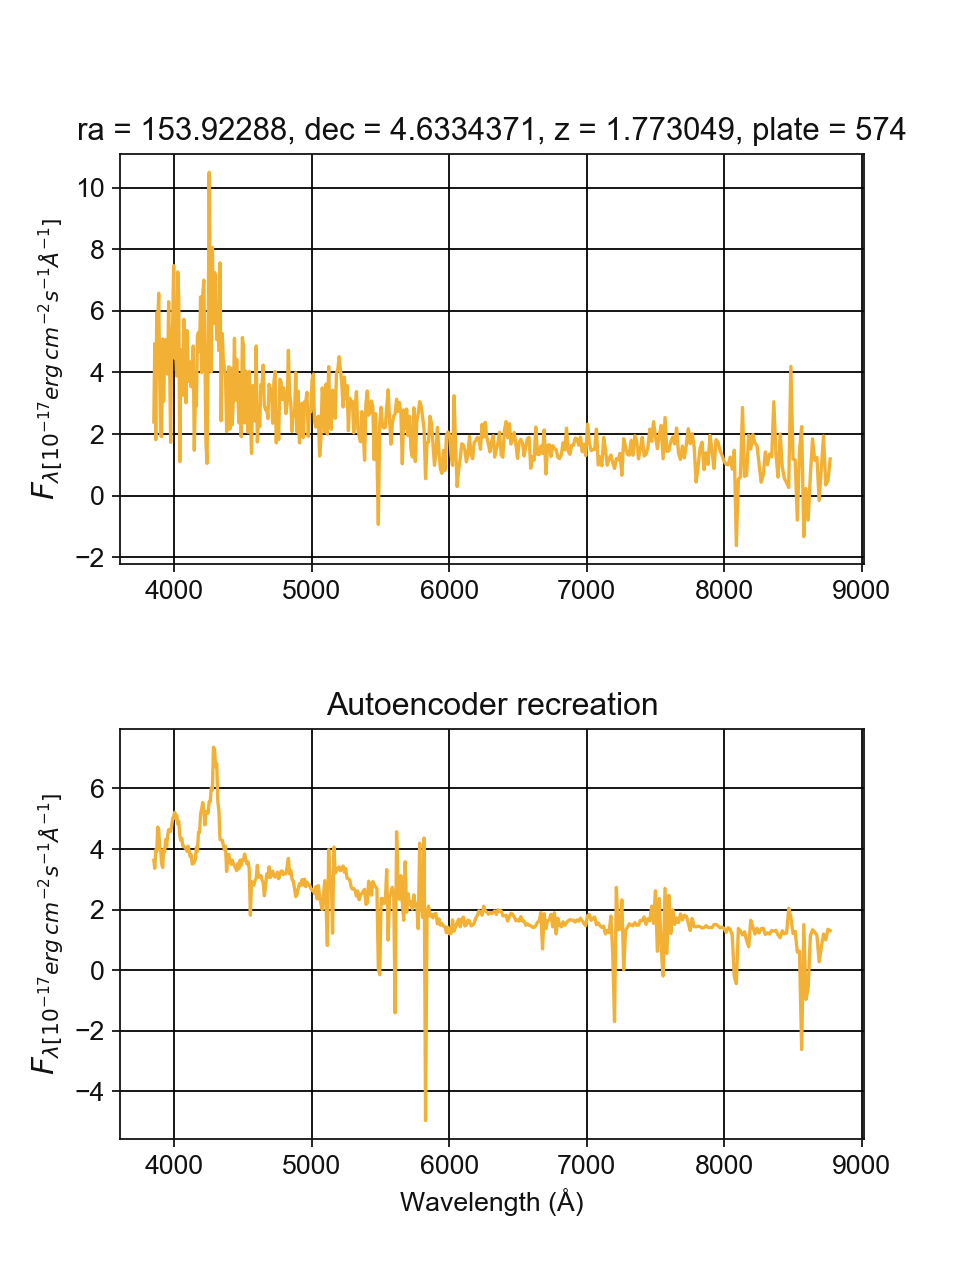 ra = 153.92288, dec = 4.6334371, z = 1.773049, plate = 574
F_λ[10^{-17} erg cm^{-2} s^{-1} Å^{-1}]
10
8
6
4
2
0
−2
4000 5000 6000 7000 8000 9000
Autoencoder recreation
F_λ[10^{-17} erg cm^{-2} s^{-1} Å^{-1}]
6
4
2
0
−2
−4
4000 5000 6000 7000 8000 9000
Wavelength (Å)